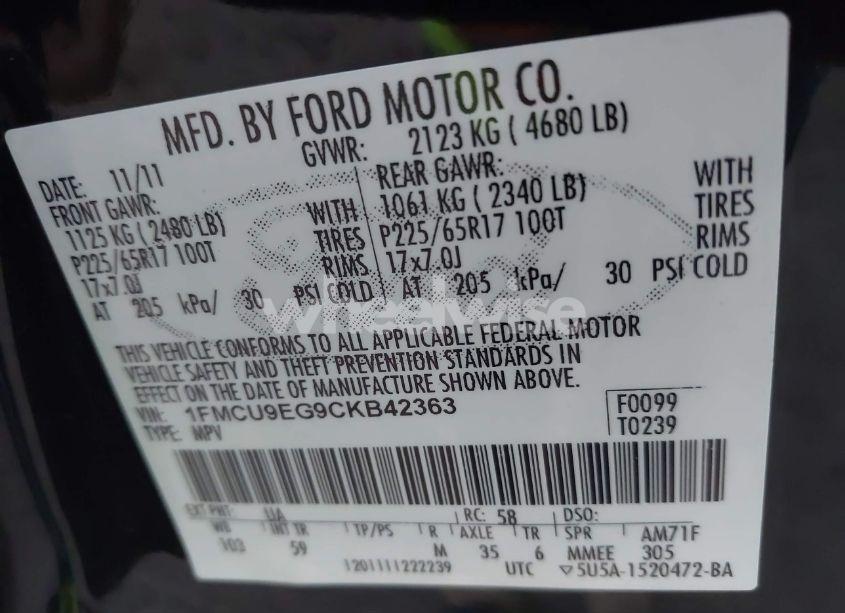 MFD. BY FORD MOTOR CO.
DATE: 11/11
GVWR: 2123 KG ( 4680 LB)
FRONT GAWR:
1125 KG ( 2480 LB)
P225/65R17 100T
17x7.0J
AT 205 kPa/ 30 PSI COLD
WITH
TIRES
RIMS
REAR GAWR:
1061 KG ( 2340 LB)
P225/65R17 100T
17x7.0J
AT 205 kPa/ 30 PSI COLD
WITH
TIRES
RIMS
wheelwise
THIS VEHICLE CONFORMS TO ALL APPLICABLE FEDERAL MOTOR
VEHICLE SAFETY AND THEFT PREVENTION STANDARDS IN
EFFECT ON THE DATE OF MANUFACTURE SHOWN ABOVE.
VIN: 1FMCU9EG9CKB42363
TYPE: MPV
F0099
T0239
EXT PNT: UA RC: 58 DSO:
WB INT TR TP/PS R AXLE TR SPR AM71F
103 59 M 35 6 MMEE 305
1201111222239 UTC ▽5U5A-1520472-BA